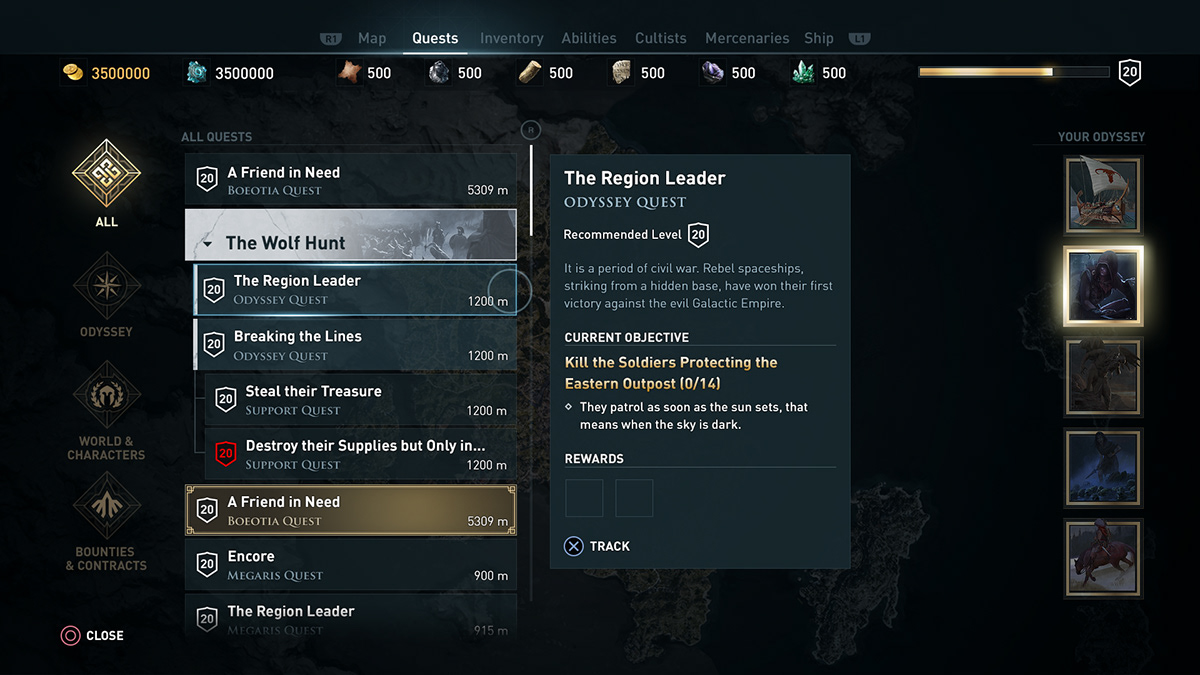 R1 Map Quests Inventory Abilities Cultists Mercenaries Ship L1
3500000 3500000 500 500 500 500 500 500 20
ALL QUESTS
R
YOUR ODYSSEY
ALL
ODYSSEY
WORLD &
CHARACTERS
BOUNTIES
& CONTRACTS
20 A Friend in Need
Boeotia Quest 5309 m
The Wolf Hunt
20 The Region Leader
Odyssey Quest 1200 m
20 Breaking the Lines
Odyssey Quest 1200 m
20 Steal their Treasure
Support Quest 1200 m
20 Destroy their Supplies but Only in...
Support Quest 1200 m
20 A Friend in Need
Boeotia Quest 5309 m
20 Encore
Megaris Quest 900 m
20 The Region Leader
Megaris Quest 915 m
The Region Leader
Odyssey Quest
Recommended Level 20
It is a period of civil war. Rebel spaceships,
striking from a hidden base, have won their first
victory against the evil Galactic Empire.
CURRENT OBJECTIVE
Kill the Soldiers Protecting the
Eastern Outpost (0/14)
They patrol as soon as the sun sets, that
means when the sky is dark.
REWARDS
TRACK
CLOSE